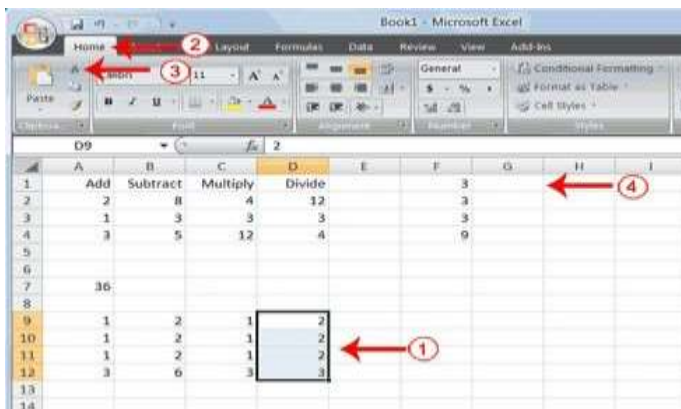 Book1 - Microsoft Excel
Home 2 Layout Formulas Data Review View Add-Ins
3 11 A A General Conditional Formatting
Paste B I U $ % , Format as Table
Cell Styles
Font Alignment Number Styles
D9 fx 2
A B C D E F G H I
1 Add Subtract Multiply Divide 3 4
2 2 8 4 12 3
3 1 3 3 3 3
4 3 5 12 4 9
5
6
7 36
8
9 1 2 1 2
10 1 2 1 2 1
11 1 2 1 2
12 3 6 3 3
13
14